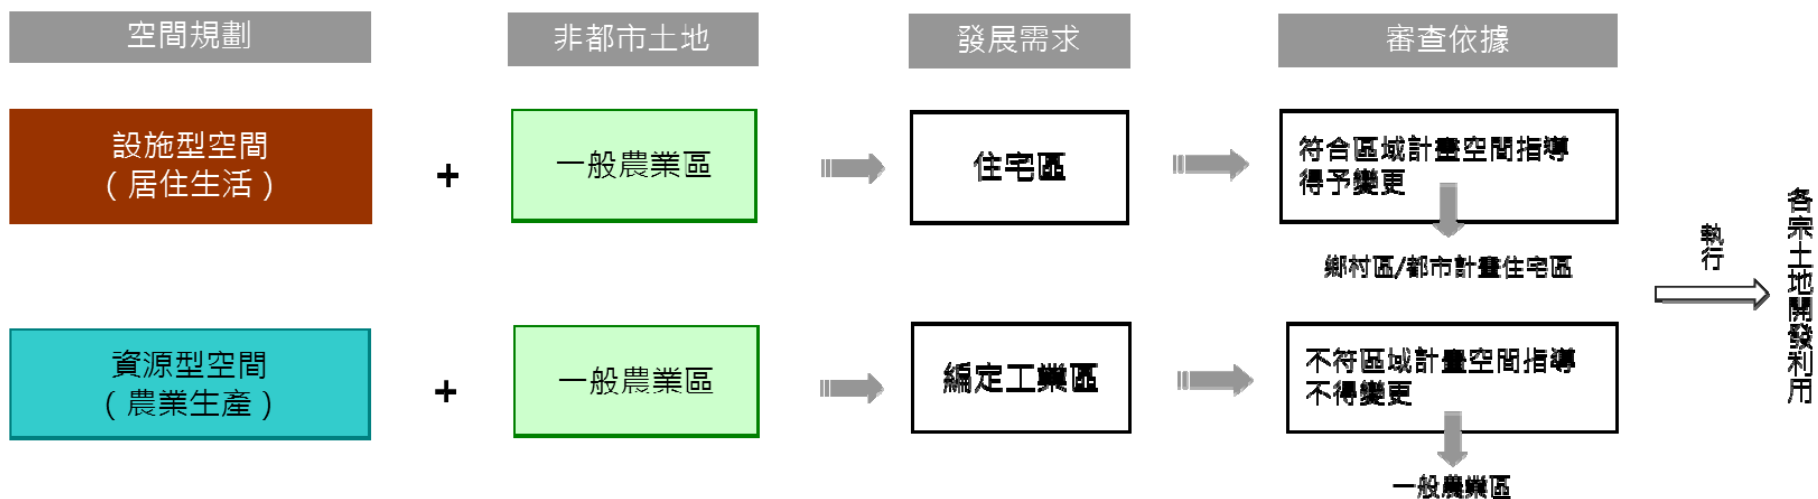 空間規劃
非都市土地
發展需求
審查依據
設施型空間
(居住生活)
+
一般農業區
住宅區
符合區域計畫空間指導
得予變更
鄉村區/都市計畫住宅區
資源型空間
(農業生產)
+
一般農業區
編定工業區
不符區域計畫空間指導
不得變更
一般農業區
執行
各宗土地開發利用